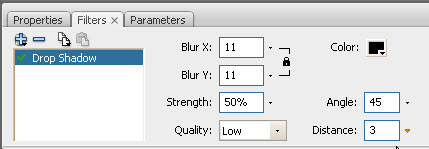 Properties Filters × Parameters
Drop Shadow
Blur X: 11
Color:
Blur Y: 11
Strength: 50%
Angle: 45
Quality: Low
Distance: 3